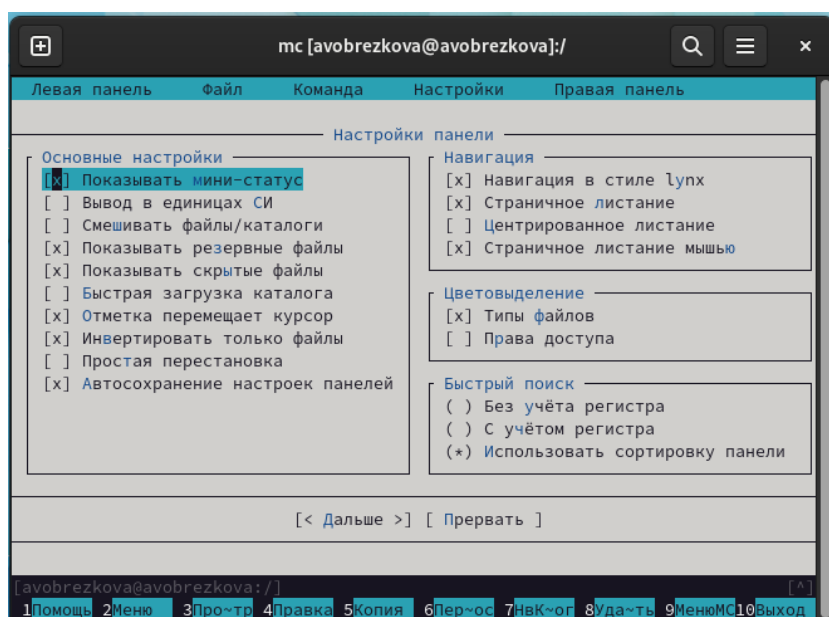 mc [avobrezkova@avobrezkova]:/
Левая панель Файл Команда Настройки Правая панель
Настройки панели
Основные настройки
[x] Показывать мини-статус
[ ] Вывод в единицах СИ
[ ] Смешивать файлы/каталоги
[x] Показывать резервные файлы
[x] Показывать скрытые файлы
[ ] Быстрая загрузка каталога
[x] Отметка перемещает курсор
[x] Инвертировать только файлы
[ ] Простая перестановка
[x] Автосохранение настроек панелей
Навигация
[x] Навигация в стиле lynx
[x] Страничное листание
[ ] Центрированное листание
[x] Страничное листание мышью
Цветовыделение
[x] Типы файлов
[ ] Права доступа
Быстрый поиск
( ) Без учёта регистра
( ) С учётом регистра
(*) Использовать сортировку панели
[< Дальше >] [ Прервать ]
[avobrezkova@avobrezkova:/] [^]
1Помощь 2Меню 3Про~тр 4Правка 5Копия 6Пер~ос 7НвК~ог 8Уда~ть 9МенюМС10Выход